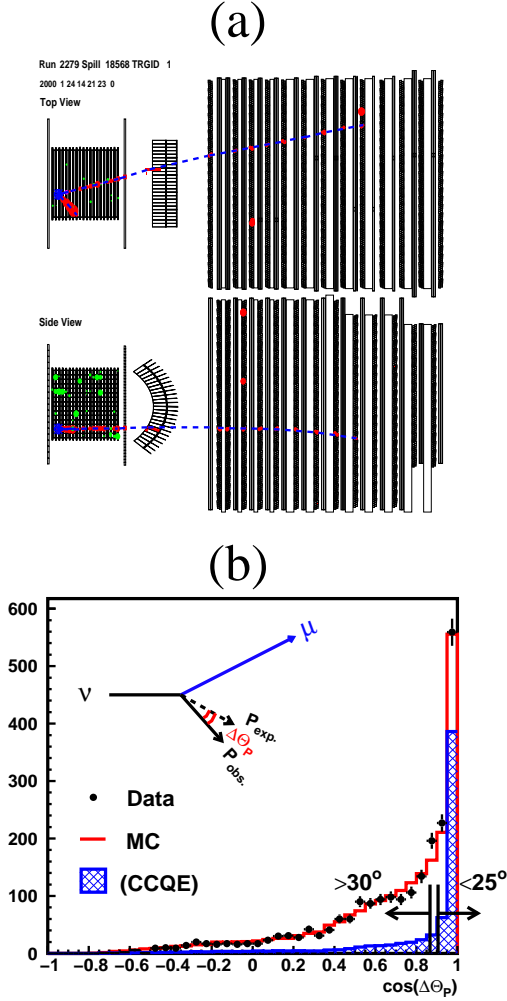 (a)
Run 2279 Spill 18568 TRGID 1
2000 1 24 14 21 23 0
Top View
Side View
(b)
600
500
400
300
200
100
0
ν
μ
P exp.
ΔΘP
P obs.
Data
MC
(CCQE)
>30° <25°
−1 −0.8 −0.6 −0.4 −0.2 0 0.2 0.4 0.6 0.8 1
cos(ΔΘP)